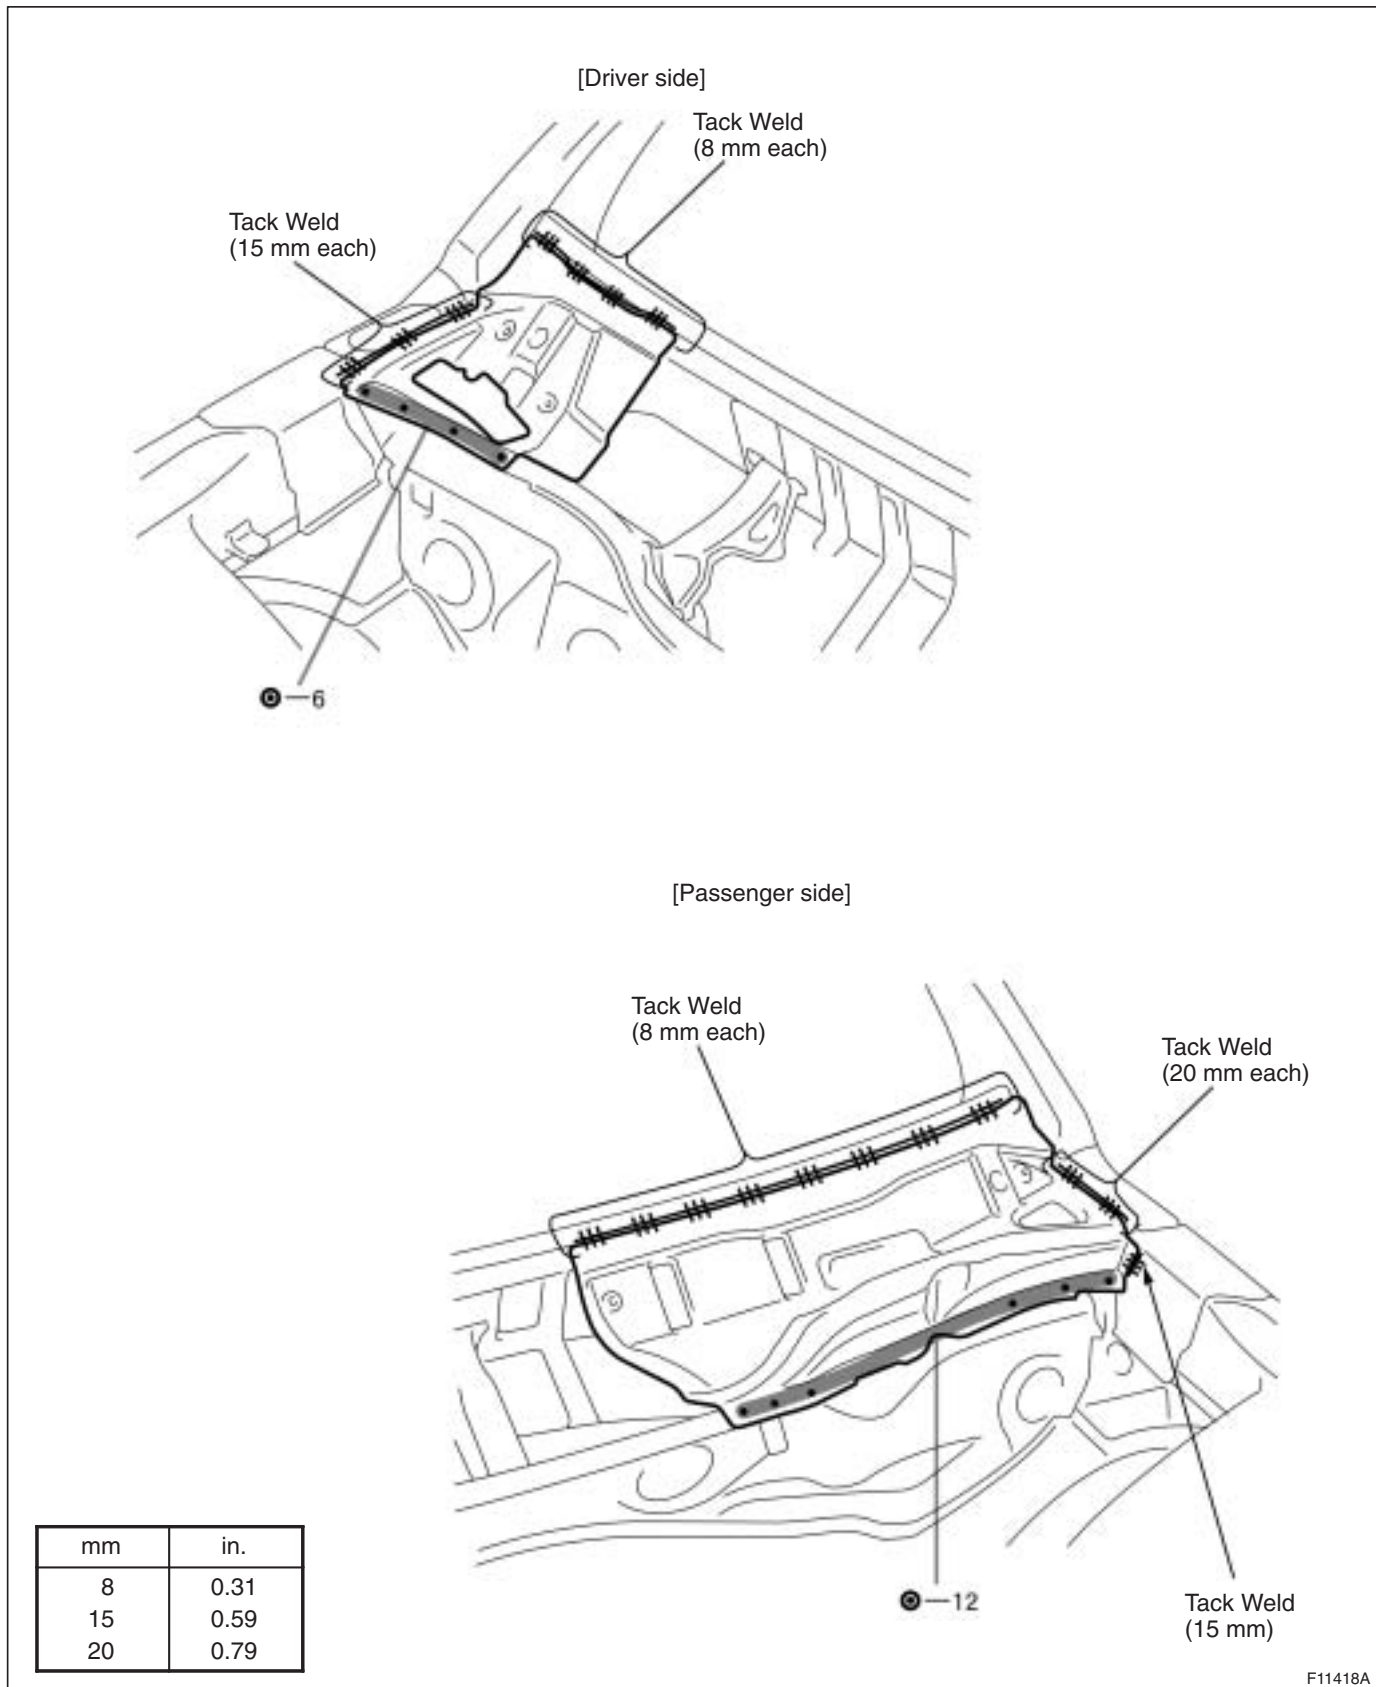 [Driver side]
Tack Weld
(8 mm each)
Tack Weld
(15 mm each)
6
[Passenger side]
Tack Weld
(8 mm each)
Tack Weld
(20 mm each)
12
Tack Weld
(15 mm)
mm in.
8 0.31
15 0.59
20 0.79
F11418A